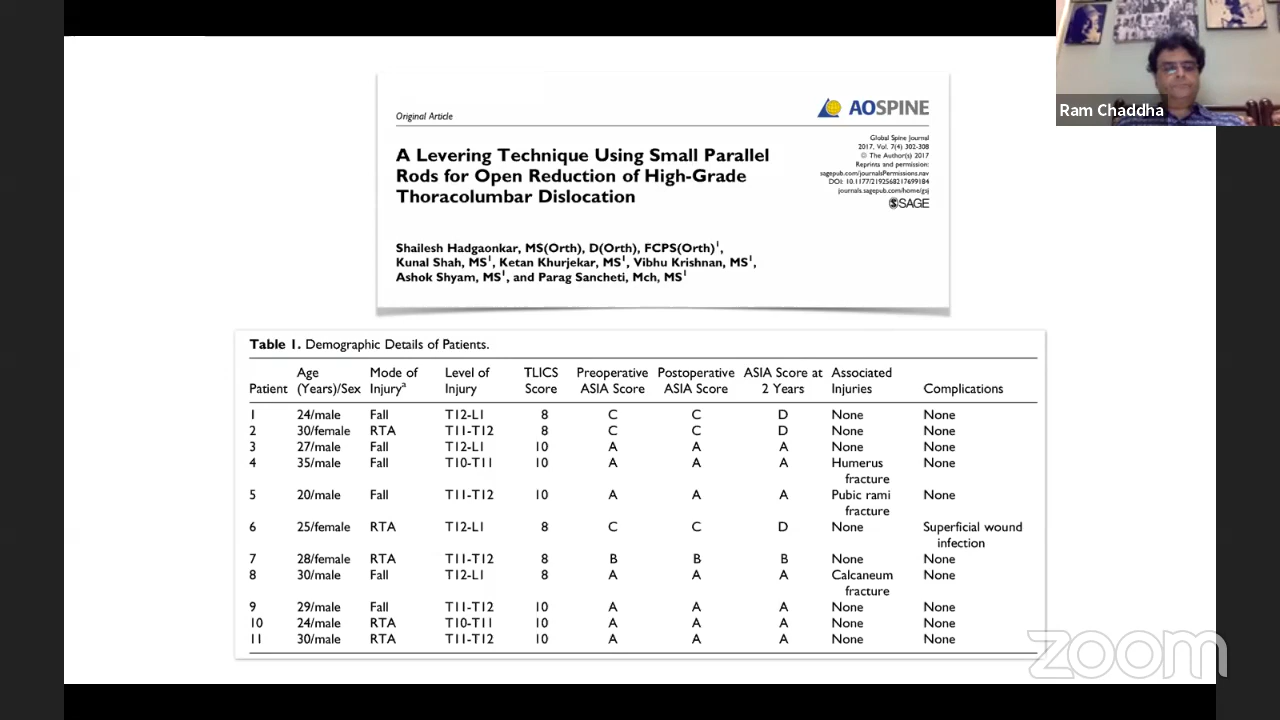 Ram Chaddha
Original Article
AOSPINE
Global Spine Journal
2017, Vol. 7(4) 302-308
© The Author(s) 2017
Reprints and permission:
sagepub.com/journalsPermissions.nav
DOI: 10.1177/2192568217699184
journals.sagepub.com/home/gsj
SAGE
A Levering Technique Using Small Parallel
Rods for Open Reduction of High-Grade
Thoracolumbar Dislocation
Shailesh Hadgaonkar, MS(Orth), D(Orth), FCPS(Orth)1,
Kunal Shah, MS1, Ketan Khurjekar, MS1, Vibhu Krishnan, MS1,
Ashok Shyam, MS1, and Parag Sancheti, Mch, MS1
Table 1. Demographic Details of Patients.
Age Mode of Level of TLICS Preoperative Postoperative ASIA Score at Associated
Patient (Years)/Sex Injurya Injury Score ASIA Score ASIA Score 2 Years Injuries Complications
1 24/male Fall T12-L1 8 C C D None None
2 30/female RTA T11-T12 8 C C D None None
3 27/male Fall T12-L1 10 A A A None None
4 35/male Fall T10-T11 10 A A A Humerus None
fracture
5 20/male Fall T11-T12 10 A A A Pubic rami None
fracture
6 25/female RTA T12-L1 8 C C D None Superficial wound
infection
7 28/female RTA T11-T12 8 B B B None None
8 30/male Fall T12-L1 8 A A A Calcaneum None
fracture
9 29/male Fall T11-T12 10 A A A None None
10 24/male RTA T10-T11 10 A A A None None
11 30/male RTA T11-T12 10 A A A None None
zoom